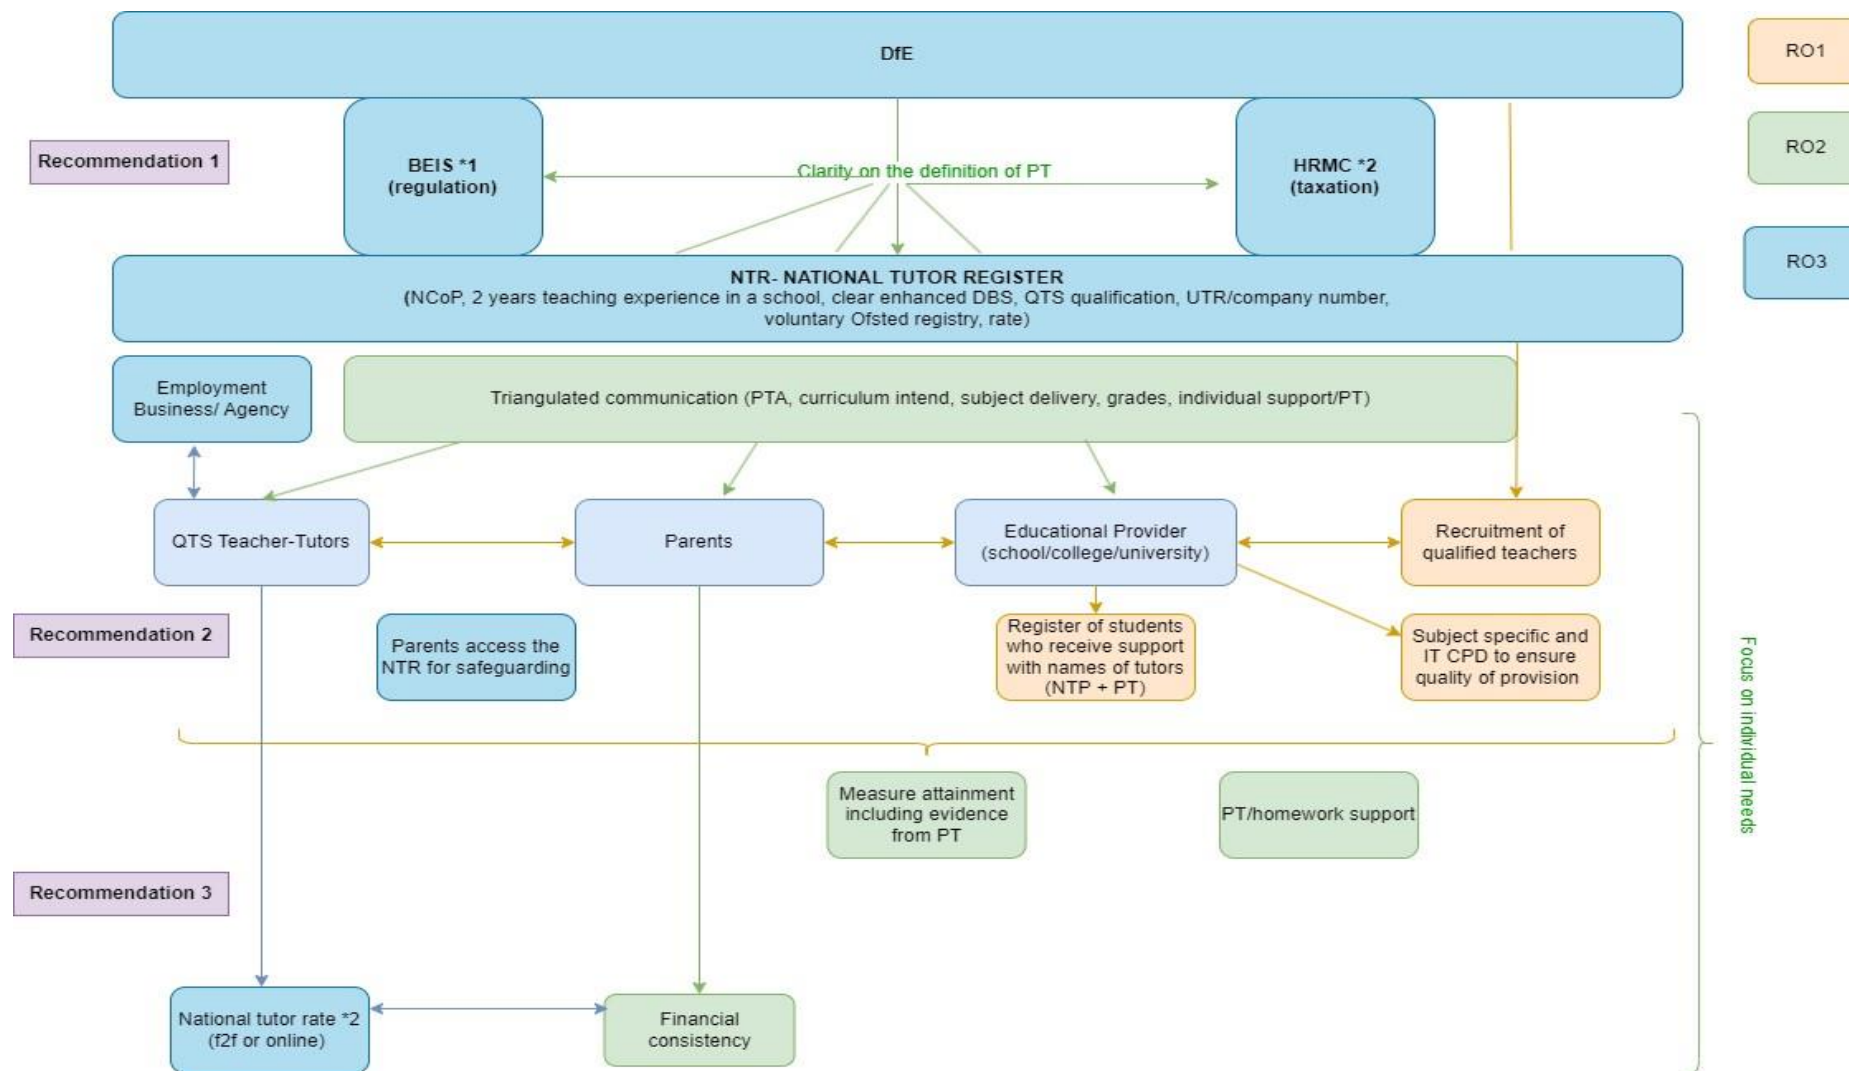 DfE
RO1
Recommendation 1
BEIS *1
(regulation)
Clarity on the definition of PT
HRMC *2
(taxation)
RO2
NTR- NATIONAL TUTOR REGISTER
(NCoP, 2 years teaching experience in a school, clear enhanced DBS, QTS qualification, UTR/company number,
voluntary Ofsted registry, rate)
RO3
Employment
Business/ Agency
Triangulated communication (PTA, curriculum intend, subject delivery, grades, individual support/PT)
QTS Teacher-Tutors
Parents
Educational Provider
(school/college/university)
Recruitment of
qualified teachers
Recommendation 2
Parents access the
NTR for safeguarding
Register of students
who receive support
with names of tutors
(NTP + PT)
Subject specific and
IT CPD to ensure
quality of provision
Focus on individual needs
Measure attainment
including evidence
from PT
PT/homework support
Recommendation 3
National tutor rate *2
(f2f or online)
Financial
consistency